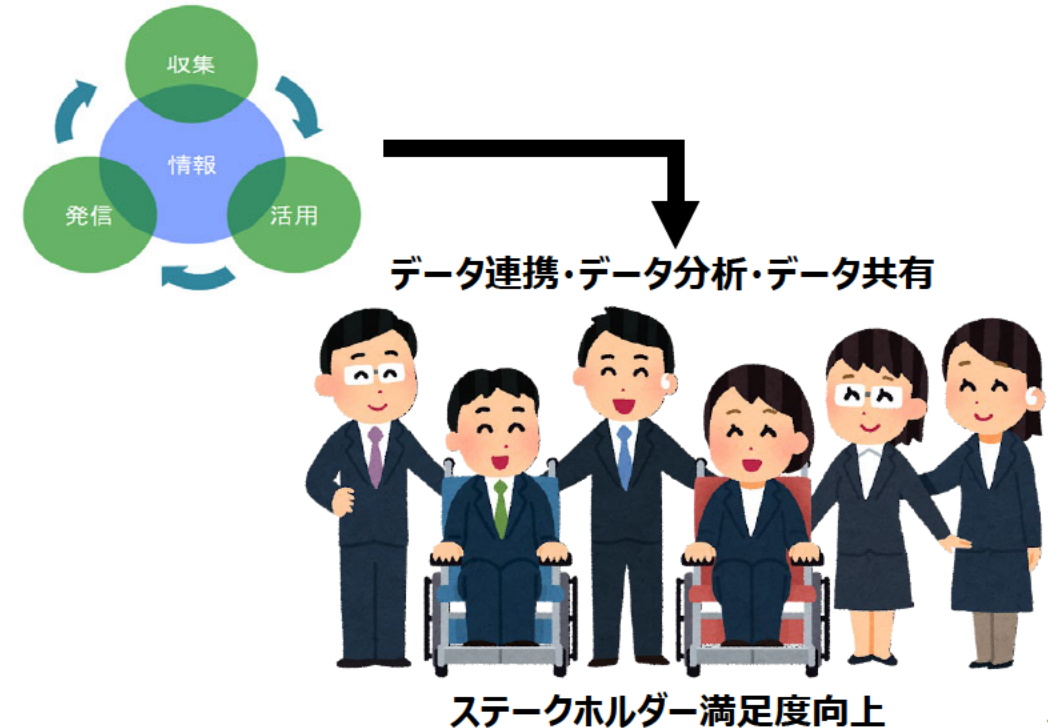 収集
情報
発信
活用
データ連携・データ分析・データ共有
ステークホルダー満足度向上